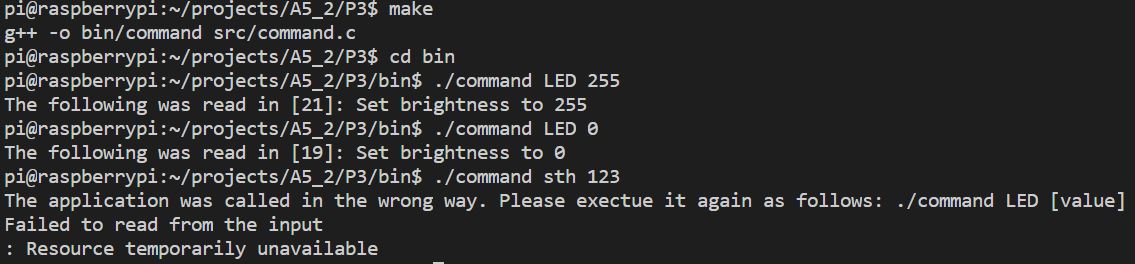 pi@raspberrypi:~/projects/A5_2/P3$ make
g++ -o bin/command src/command.c
pi@raspberrypi:~/projects/A5_2/P3$ cd bin
pi@raspberrypi:~/projects/A5_2/P3/bin$ ./command LED 255
The following was read in [21]: Set brightness to 255
pi@raspberrypi:~/projects/A5_2/P3/bin$ ./command LED 0
The following was read in [19]: Set brightness to 0
pi@raspberrypi:~/projects/A5_2/P3/bin$ ./command sth 123
The application was called in the wrong way. Please exectue it again as follows: ./command LED [value]
Failed to read from the input
: Resource temporarily unavailable